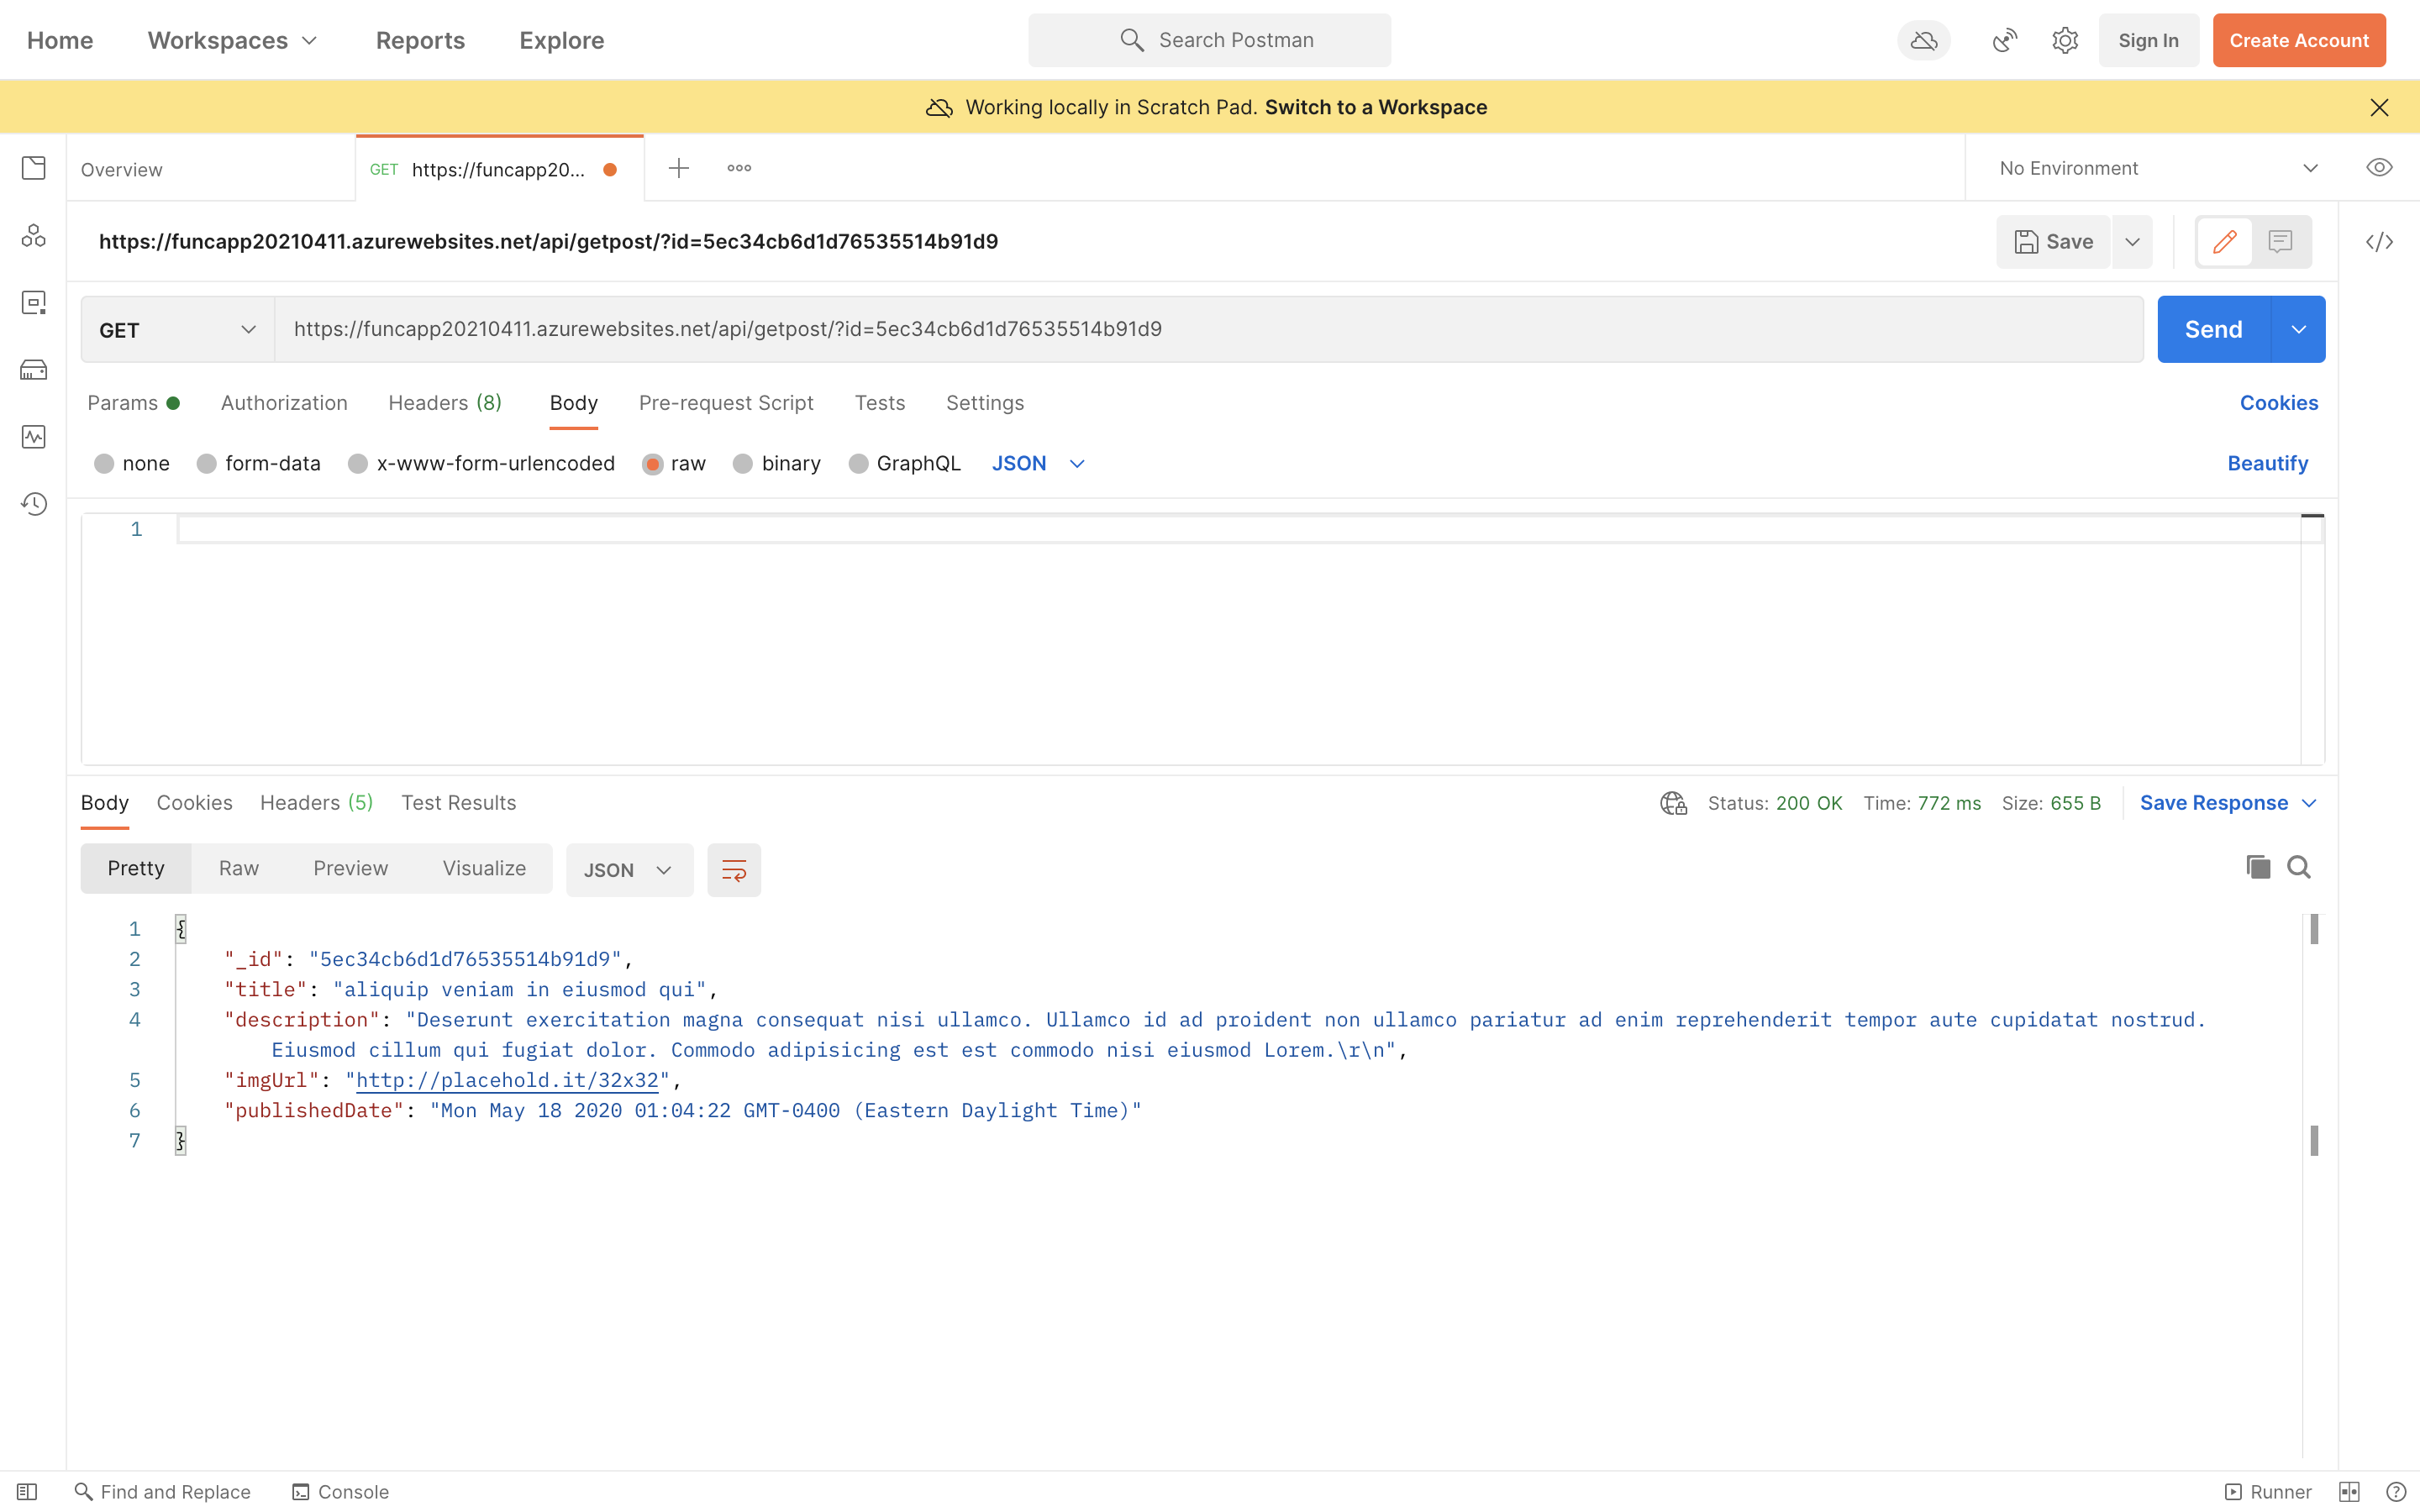 Home Workspaces Reports Explore Search Postman Sign In Create Account
Working locally in Scratch Pad. Switch to a Workspace
Overview GET https://funcapp20... No Environment
https://funcapp20210411.azurewebsites.net/api/getpost/?id=5ec34cb6d1d76535514b91d9 Save
GET https://funcapp20210411.azurewebsites.net/api/getpost/?id=5ec34cb6d1d76535514b91d9 Send
Params Authorization Headers (8) Body Pre-request Script Tests Settings Cookies
none form-data x-www-form-urlencoded raw binary GraphQL JSON Beautify
1
Body Cookies Headers (5) Test Results Status: 200 OK Time: 772 ms Size: 655 B Save Response
Pretty Raw Preview Visualize JSON
1 {
2 "_id": "5ec34cb6d1d76535514b91d9",
3 "title": "aliquip veniam in eiusmod qui",
4 "description": "Deserunt exercitation magna consequat nisi ullamco. Ullamco id ad proident non ullamco pariatur ad enim reprehenderit tempor aute cupidatat nostrud.
Eiusmod cillum qui fugiat dolor. Commodo adipisicing est est commodo nisi eiusmod Lorem.\r\n",
5 "imgUrl": "http://placehold.it/32x32",
6 "publishedDate": "Mon May 18 2020 01:04:22 GMT-0400 (Eastern Daylight Time)"
7 }
Find and Replace Console Runner